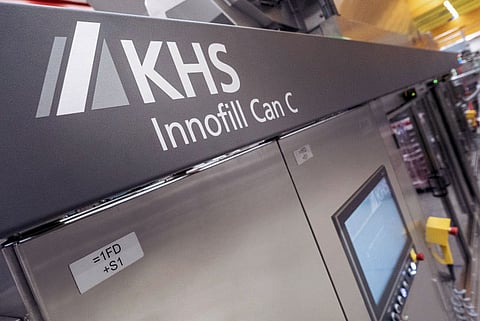 KHS
Innofill Can C
=1FD
+S1